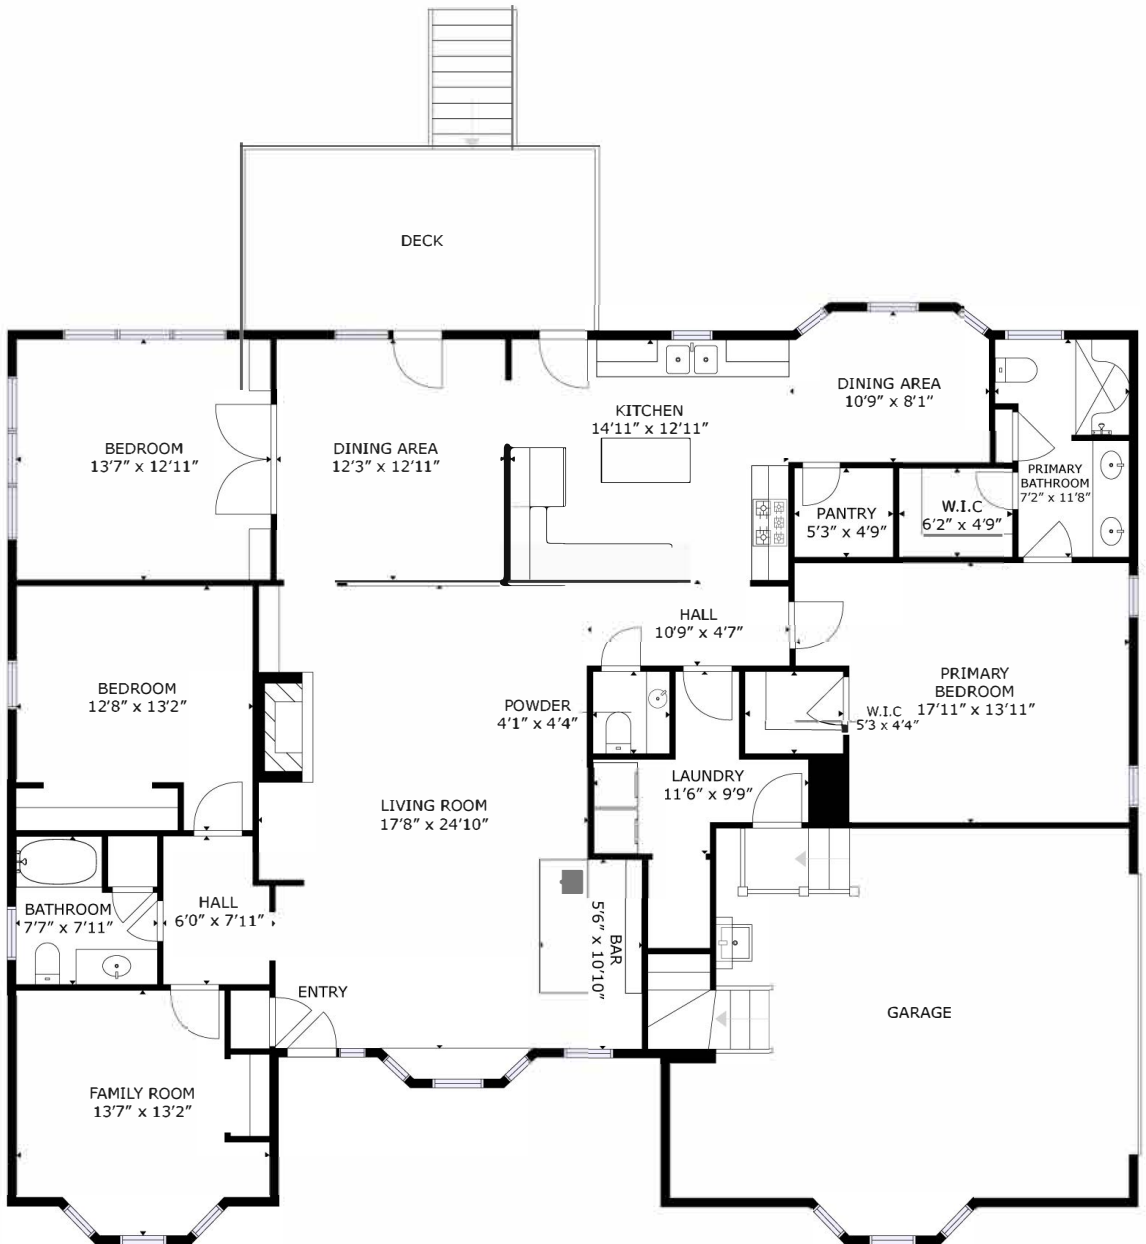 DECK
BEDROOM
13'7" x 12'11"
DINING AREA
12'3" x 12'11"
KITCHEN
14'11" x 12'11"
DINING AREA
10'9" x 8'1"
PRIMARY
BATHROOM
7'2" x 11'8"
PANTRY
5'3" x 4'9"
W.I.C
6'2" x 4'9"
HALL
10'9" x 4'7"
BEDROOM
12'8" x 13'2"
POWDER
4'1" x 4'4"
PRIMARY
BEDROOM
17'11" x 13'11"
W.I.C
5'3 x 4'4"
LAUNDRY
11'6" x 9'9"
LIVING ROOM
17'8" x 24'10"
BATHROOM
7'7" x 7'11"
HALL
6'0" x 7'11"
BAR
5'6" x 10'10"
ENTRY
GARAGE
FAMILY ROOM
13'7" x 13'2"